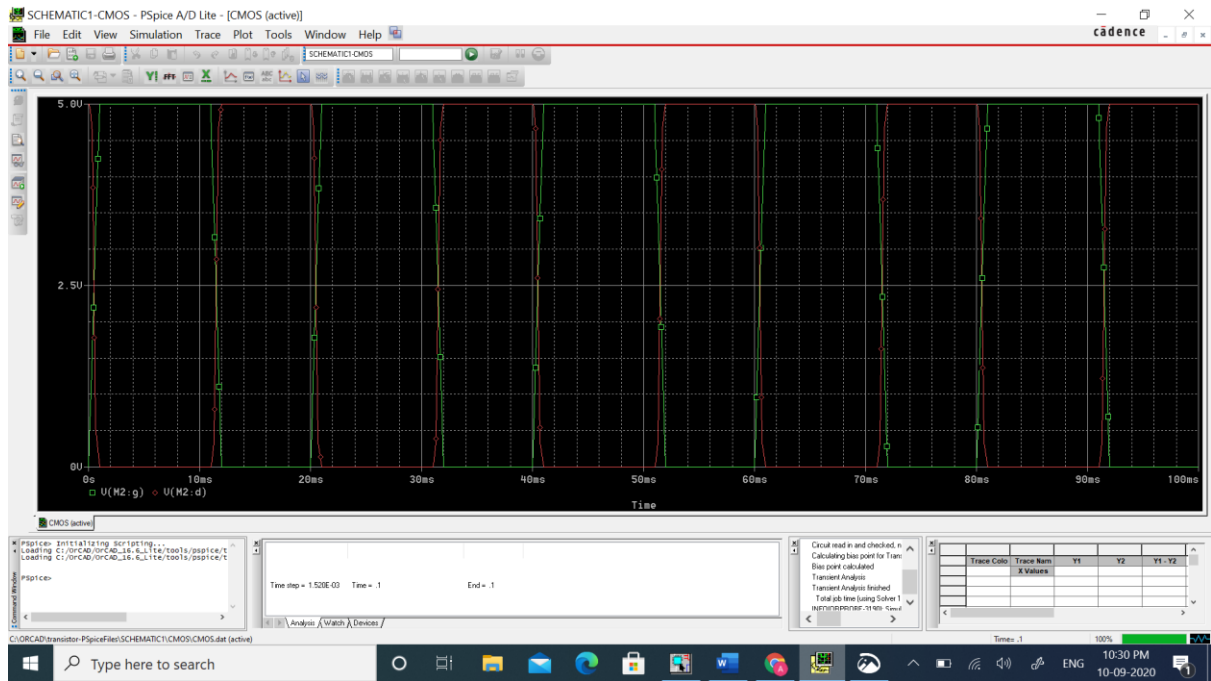 SCHEMATIC1-CMOS - PSpice A/D Lite - [CMOS (active)]
File Edit View Simulation Trace Plot Tools Window Help
cādence
SCHEMATIC1-CMOS
5.0V
2.5V
0V
0s 10ms 20ms 30ms 40ms 50ms 60ms 70ms 80ms 90ms 100ms
V(M2:g) V(M2:d)
Time
CMOS (active)
PSpice> Initializing Scripting...
Loading C:/OrCAD/OrCAD_16.6_Lite/tools/pspice/t
Loading C:/OrCAD/OrCAD_16.6_Lite/tools/pspice/t
PSpice>
Command Window
Time step = 1.520E-03 Time = .1 End = .1
Analysis Watch Devices
Circuit read in and checked, n
Calculating bias point for Trans
Bias point calculated
Transient Analysis
Transient Analysis finished
Total job time (using Solver 1
Trace Colo Trace Nam Y1 Y2 Y1 - Y2
X Values
C:\ORCAD\transistor-PSpiceFiles\SCHEMATIC1\CMOS\CMOS.dat (active)
Time= .1 100%
Type here to search
ENG
10:30 PM
10-09-2020
1